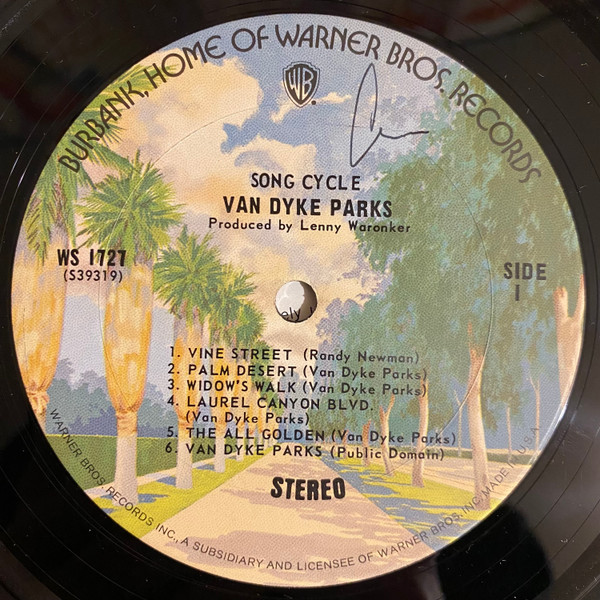 BURBANK, HOME OF WARNER BROS. RECORDS
WB
SONG CYCLE
VAN DYKE PARKS
Produced by Lenny Waronker
WS 1727
(S39319)
SIDE
1
1. VINE STREET (Randy Newman)
2. PALM DESERT (Van Dyke Parks)
3. WIDOW'S WALK (Van Dyke Parks)
4. LAUREL CANYON BLVD.
(Van Dyke Parks)
5. THE ALL GOLDEN (Van Dyke Parks)
6. VAN DYKE PARKS (Public Domain)
STEREO
WARNER BROS. RECORDS INC., A SUBSIDIARY AND LICENSEE OF WARNER BROS. INC. MADE IN U.S.A.